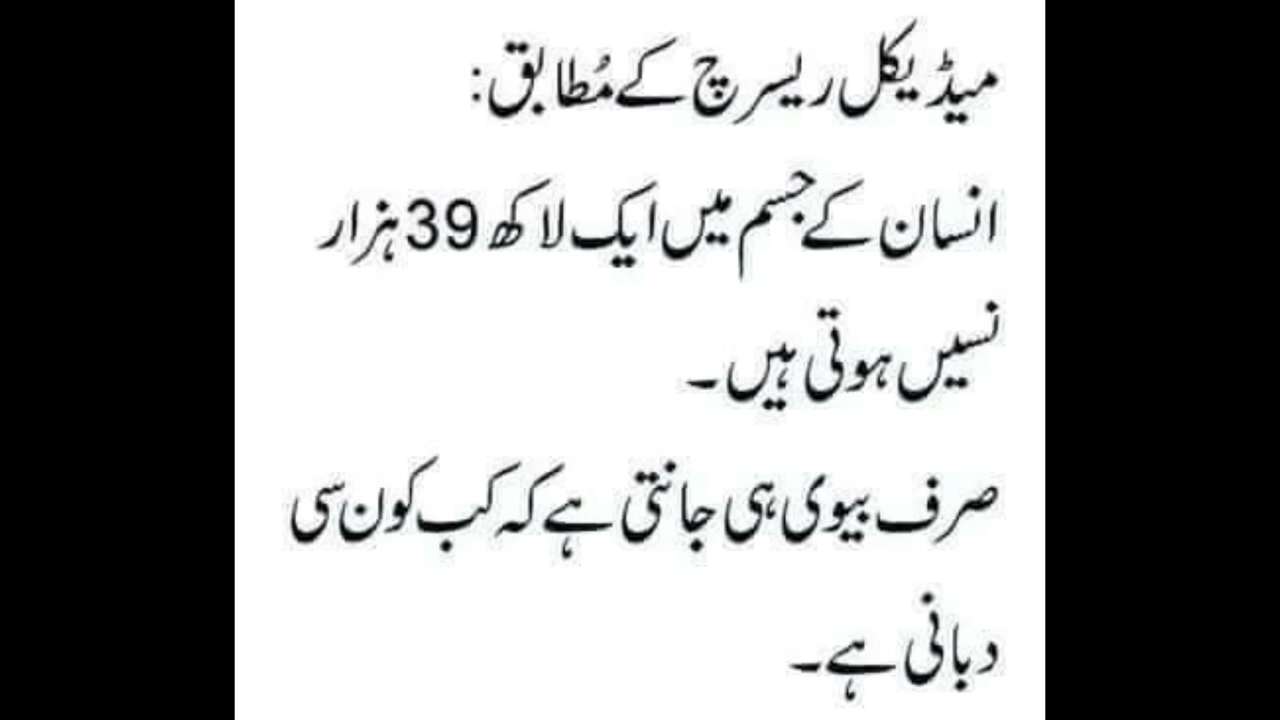 میڈیکل ریسرچ کے مُطابق:
انسان کے جسم میں ایک لاکھ 39 ہزار
نسیں ہوتی ہیں۔
صرف بیوی ہی جانتی ہے کہ کب کون سی
دبانی ہے۔